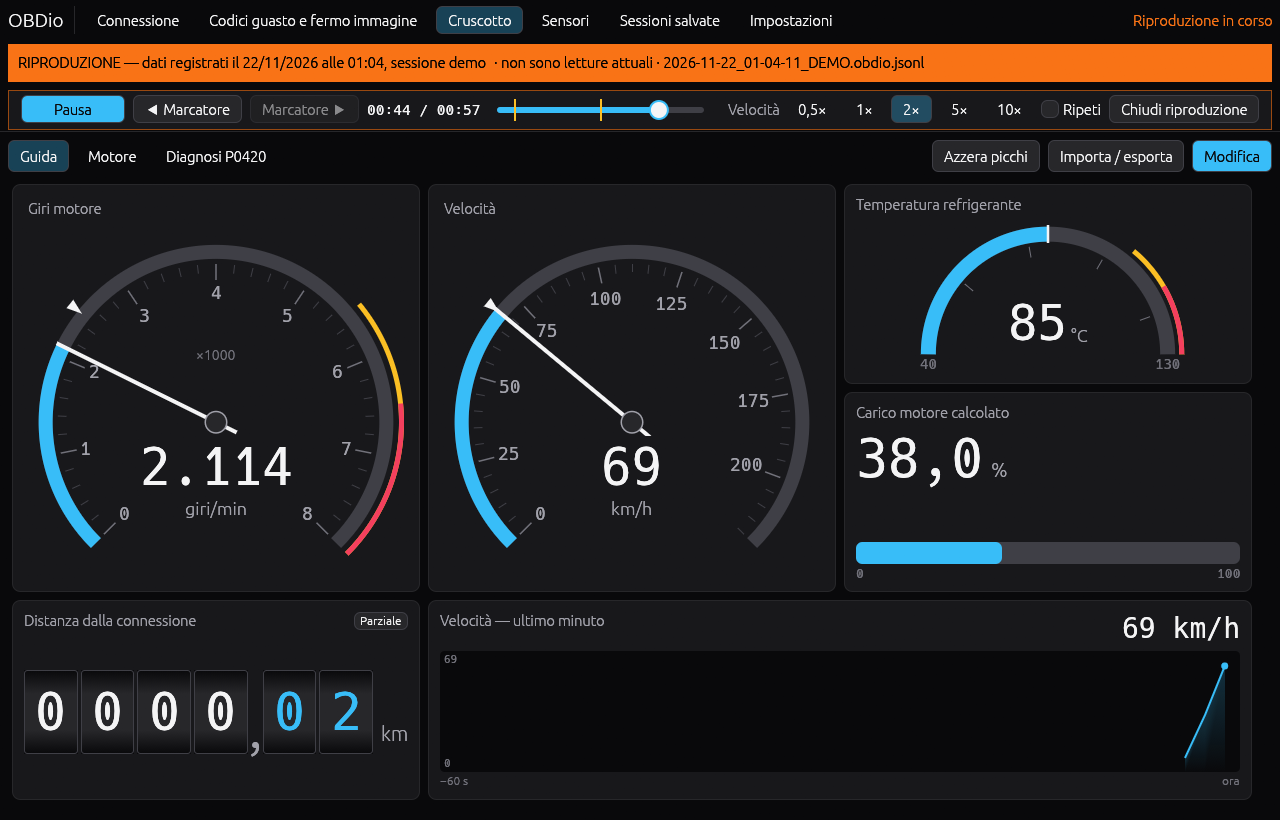 OBDio Connessione Codici guasto e fermo immagine Cruscotto Sensori Sessioni salvate Impostazioni Riproduzione in corso
RIPRODUZIONE — dati registrati il 22/11/2026 alle 01:04, sessione demo · non sono letture attuali · 2026-11-22_01-04-11_DEMO.obdio.jsonl
Pausa ◀ Marcatore Marcatore ▶ 00:44 / 00:57 Velocità 0,5× 1× 2× 5× 10× Ripeti Chiudi riproduzione
Guida Motore Diagnosi P0420 Azzera picchi Importa / esporta Modifica
Giri motore
0
1
2
3
4
5
6
7
8
×1000
2.114
giri/min
Velocità
0
25
50
75
100
125
150
175
200
69
km/h
Temperatura refrigerante
85 °C
40 130
Carico motore calcolato
38,0 %
0 100
Distanza dalla connessione Parziale
0000,02 km
Velocità — ultimo minuto 69 km/h
69
0
−60 s ora